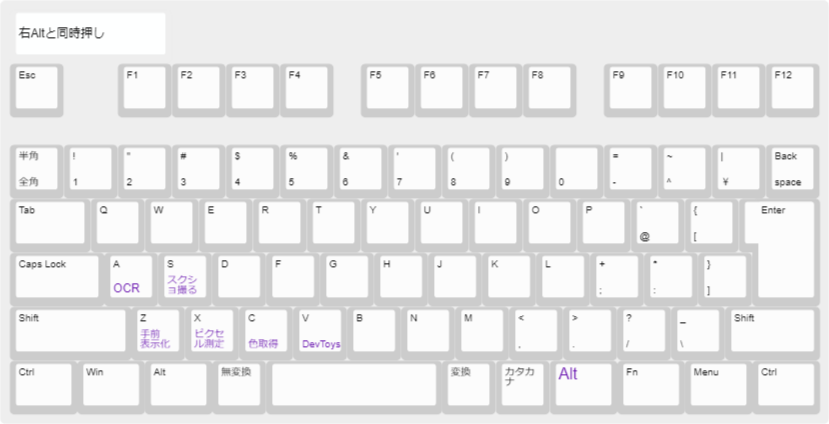 右Altと同時押し
Esc F1 F2 F3 F4 F5 F6 F7 F8 F9 F10 F11 F12
半角 ! " # $ % & ' ( ) = ~ | Back
全角 1 2 3 4 5 6 7 8 9 0 - ^ ¥ space
Tab Q W E R T Y U I O P ` { Enter
@ [
Caps Lock A S D F G H J K L + * }
OCR スクシ
ョ撮る ; : ]
Shift Z X C V B N M < > ? _ Shift
手前 ピクセ
表示化 ル測定 色取得 DevToys , . / \
Ctrl Win Alt 無変換 変換 カタカ Alt Fn Menu Ctrl
ナ